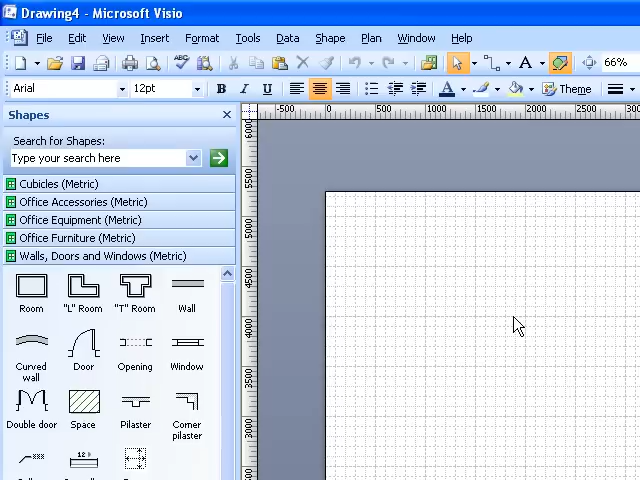 Drawing4 - Microsoft Visio
File Edit View Insert Format Tools Data Shape Plan Window Help
ABC A 66%
Arial 12pt B I U A Theme
Shapes
-500 0 500 1000 1500 2000 2500
Search for Shapes:
Type your search here
Cubicles (Metric)
Office Accessories (Metric)
Office Equipment (Metric)
Office Furniture (Metric)
Walls, Doors and Windows (Metric)
Room "L" Room "T" Room Wall
Curved wall Door Opening Window
Double door Space Pilaster Corner pilaster
12
6000
5500
5000
4500
4000
3500
3000